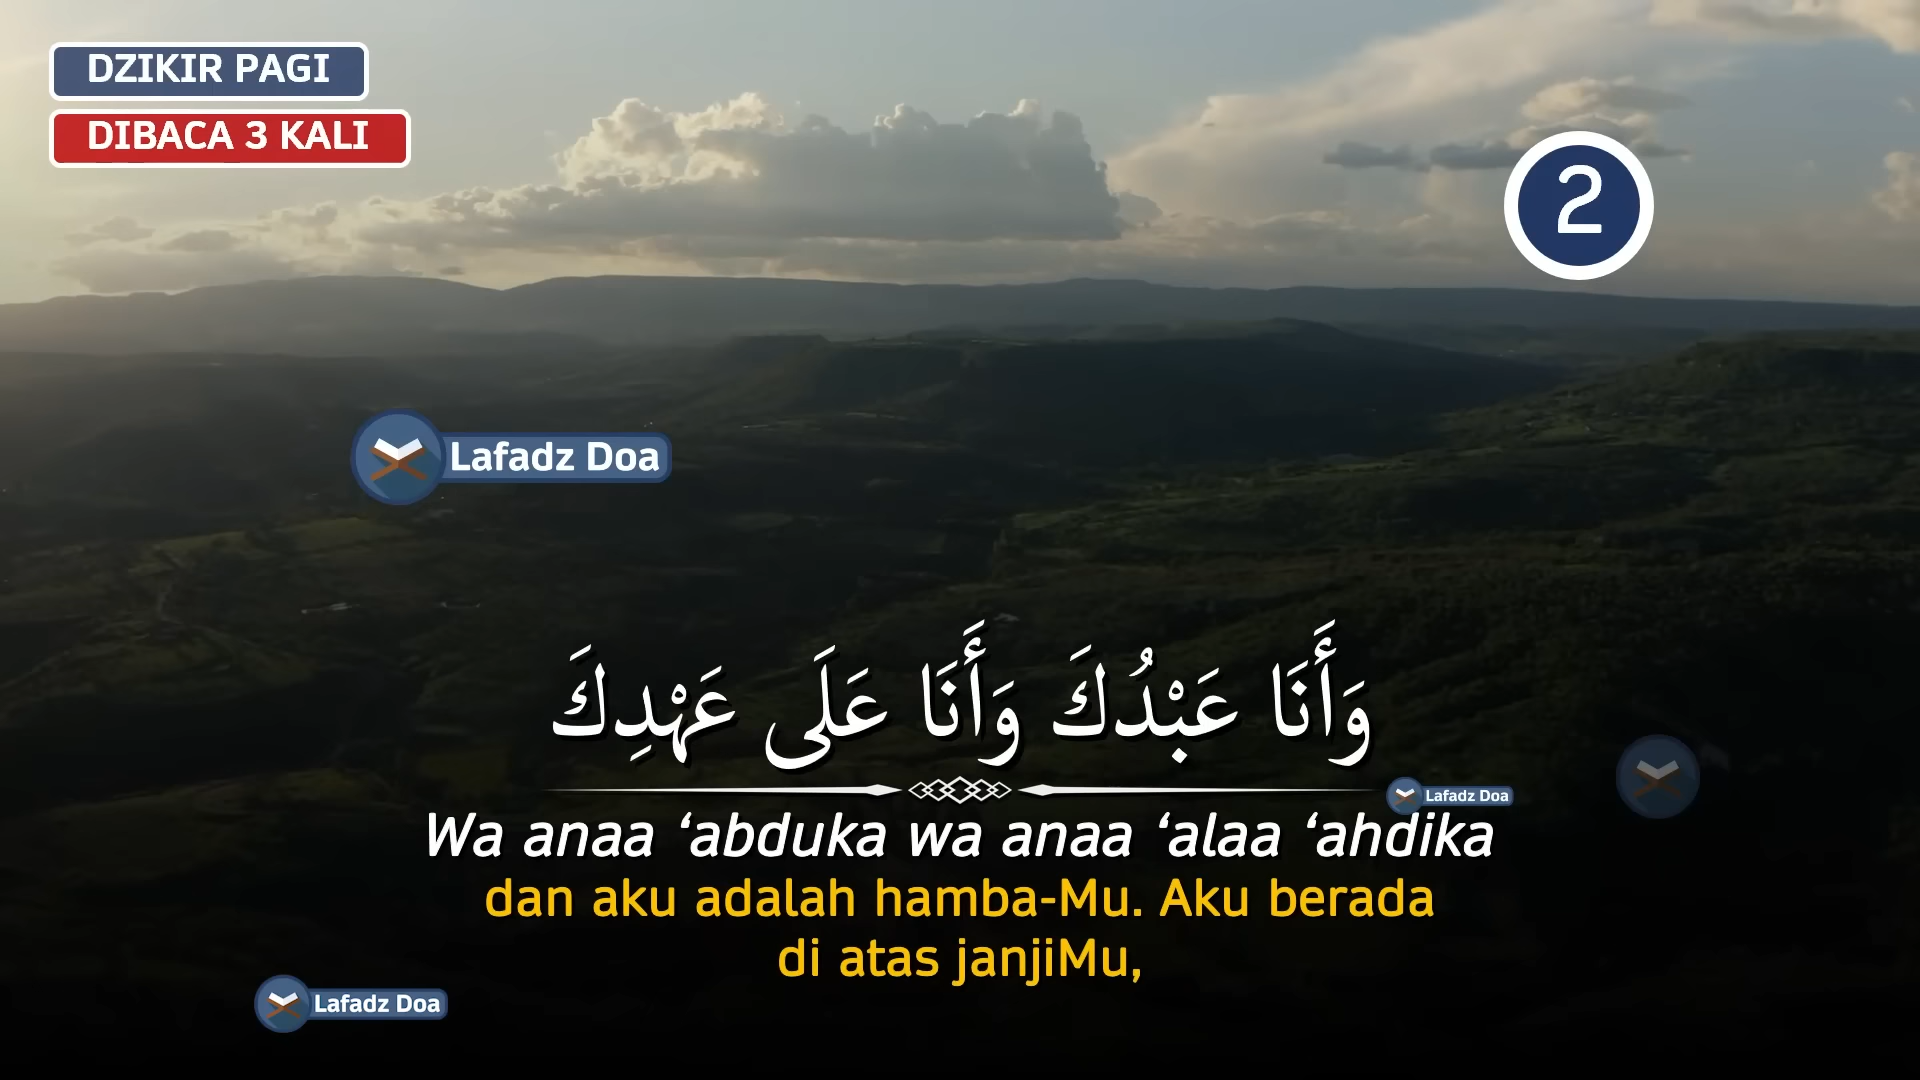 DZIKIR PAGI
DIBACA 3 KALI
2
Lafadz Doa
وَأَنَا عَبْدُكَ وَأَنَا عَلَى عَهْدِكَ
Lafadz Doa
Wa anaa ‘abduka wa anaa ‘alaa ‘ahdika
dan aku adalah hamba-Mu. Aku berada
di atas janjiMu,
Lafadz Doa